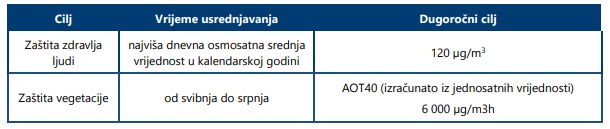 Cilj Vrijeme usrednjavanja Dugoročni cilj
Zaštita zdravlja ljudi
najviša dnevna osmosatna srednja vrijednost u kalendarskoj godini
120 µg/m³
Zaštita vegetacije
od svibnja do srpnja
AOT40 (izračunato iz jednosatnih vrijednosti)
6 000 µg/m3h